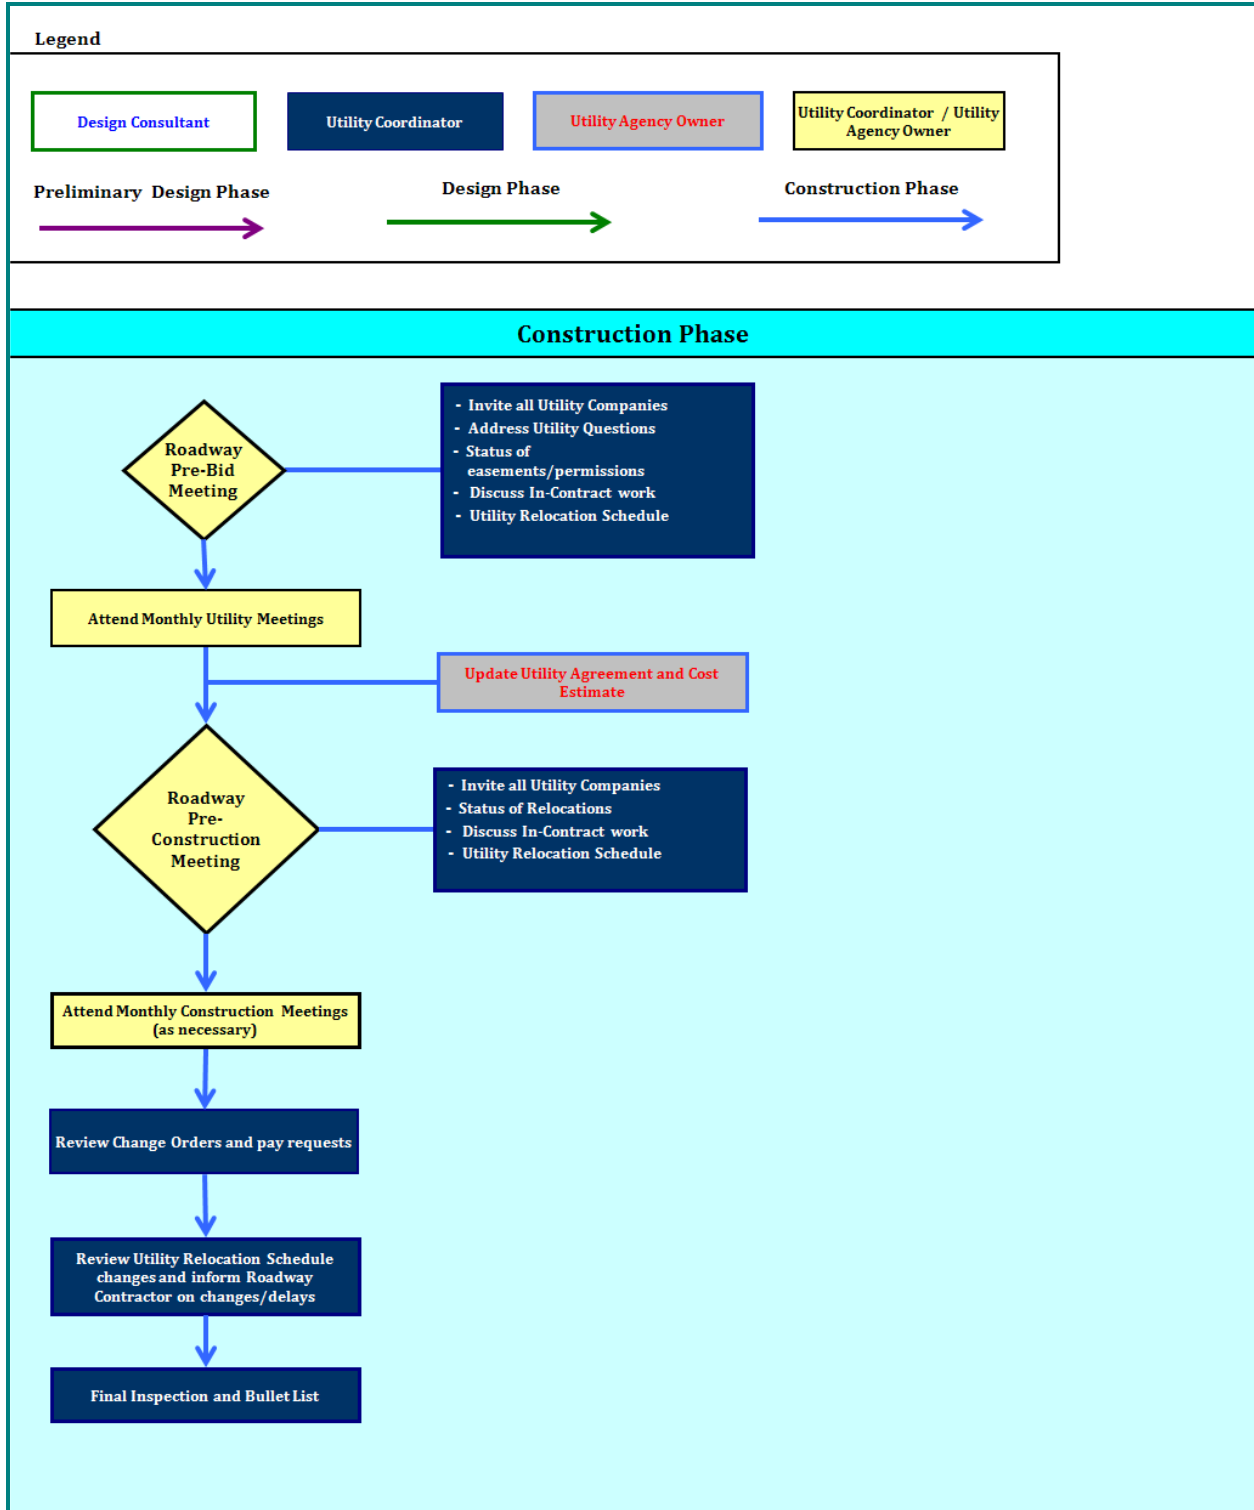 Legend
Design Consultant
Utility Coordinator
Utility Agency Owner
Utility Coordinator / Utility
Agency Owner
Preliminary Design Phase
Design Phase
Construction Phase
Construction Phase
Roadway
Pre-Bid
Meeting
- Invite all Utility Companies
- Address Utility Questions
- Status of
easements/permissions
- Discuss In-Contract work
- Utility Relocation Schedule
Attend Monthly Utility Meetings
Update Utility Agreement and Cost
Estimate
Roadway
Pre-
Construction
Meeting
- Invite all Utility Companies
- Status of Relocations
- Discuss In-Contract work
- Utility Relocation Schedule
Attend Monthly Construction Meetings
(as necessary)
Review Change Orders and pay requests
Review Utility Relocation Schedule
changes and inform Roadway
Contractor on changes/delays
Final Inspection and Bullet List